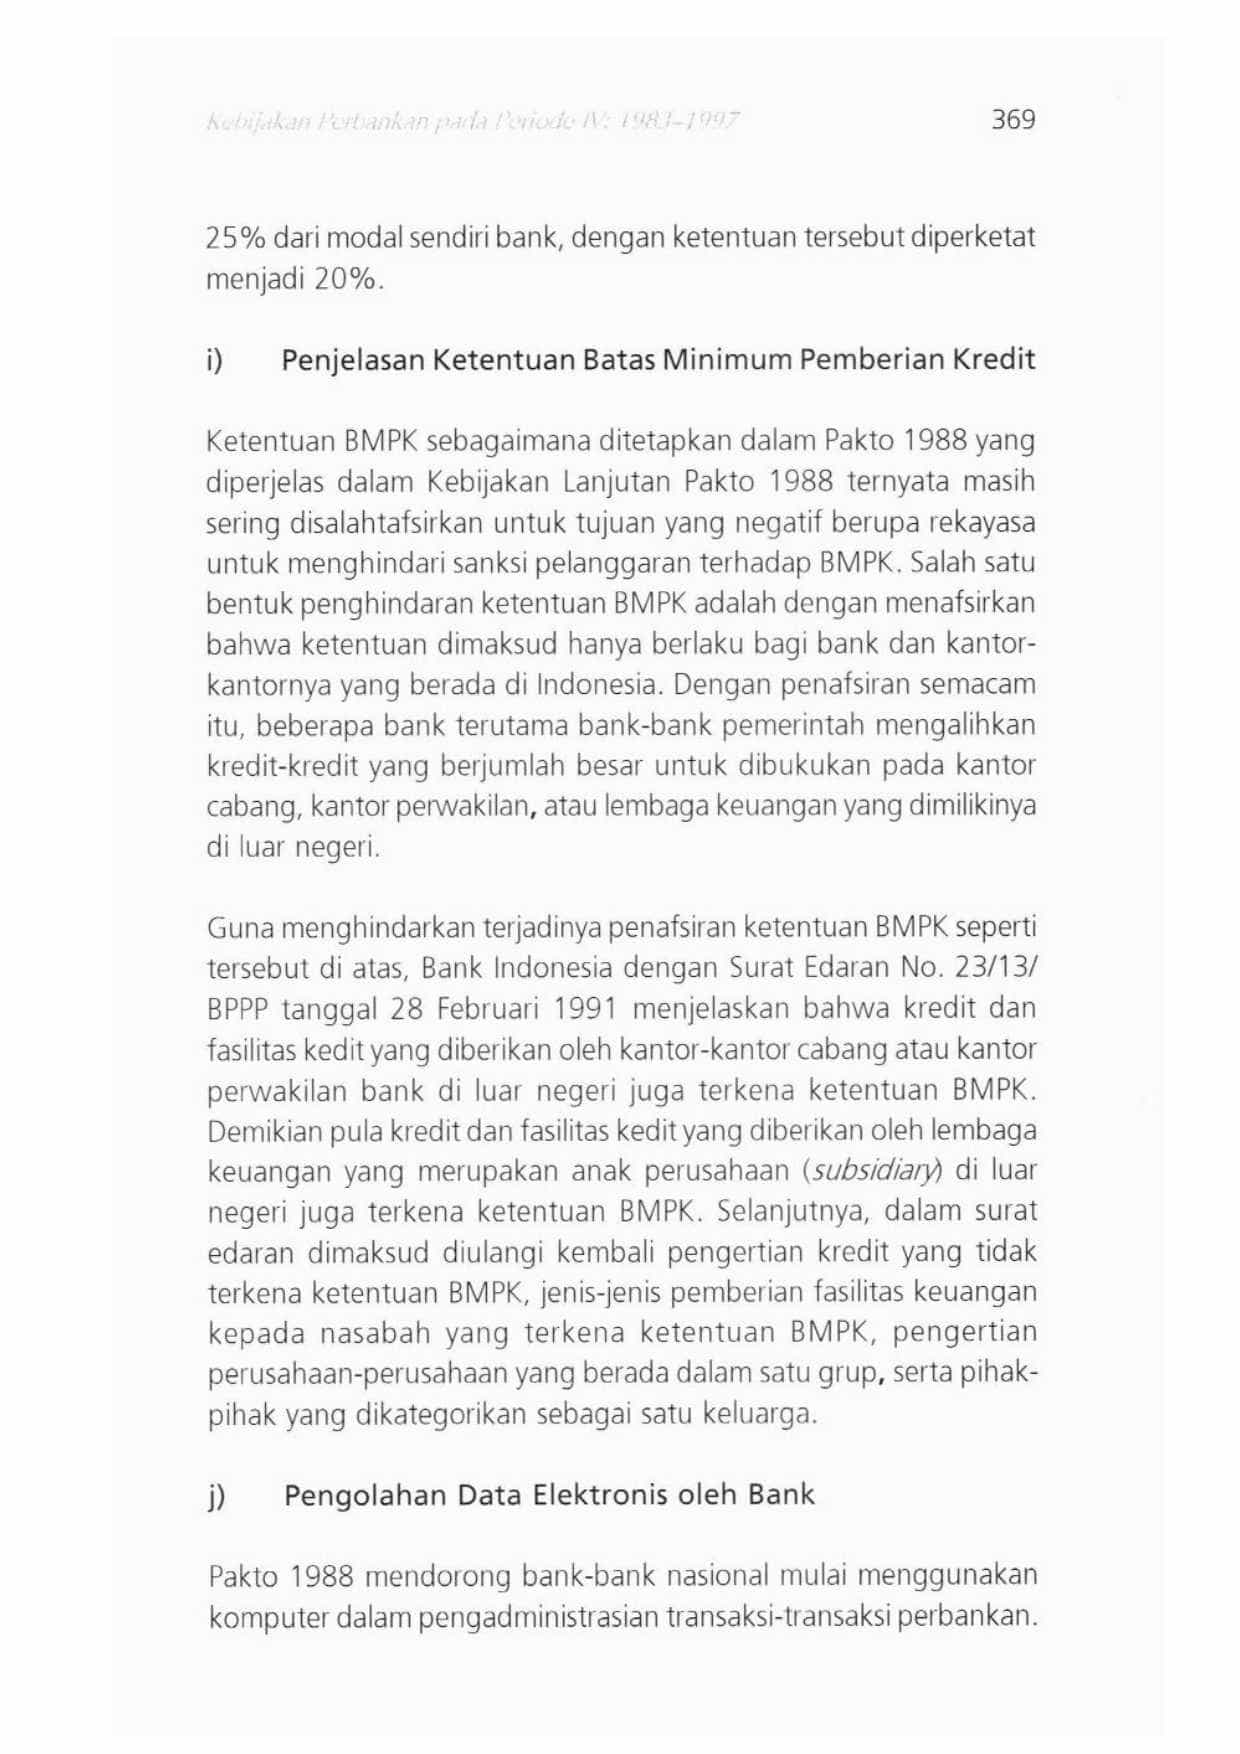 Kebijakan Perbankan pada Periode IV: 1983–1997 369
25% dari modal sendiri bank, dengan ketentuan tersebut diperketat
menjadi 20%.
i) Penjelasan Ketentuan Batas Minimum Pemberian Kredit
Ketentuan BMPK sebagaimana ditetapkan dalam Pakto 1988 yang
diperjelas dalam Kebijakan Lanjutan Pakto 1988 ternyata masih
sering disalahtafsirkan untuk tujuan yang negatif berupa rekayasa
untuk menghindari sanksi pelanggaran terhadap BMPK. Salah satu
bentuk penghindaran ketentuan BMPK adalah dengan menafsirkan
bahwa ketentuan dimaksud hanya berlaku bagi bank dan kantor-
kantornya yang berada di Indonesia. Dengan penafsiran semacam
itu, beberapa bank terutama bank-bank pemerintah mengalihkan
kredit-kredit yang berjumlah besar untuk dibukukan pada kantor
cabang, kantor perwakilan, atau lembaga keuangan yang dimilikinya
di luar negeri.
Guna menghindarkan terjadinya penafsiran ketentuan BMPK seperti
tersebut di atas, Bank Indonesia dengan Surat Edaran No. 23/13/
BPPP tanggal 28 Februari 1991 menjelaskan bahwa kredit dan
fasilitas kedit yang diberikan oleh kantor-kantor cabang atau kantor
perwakilan bank di luar negeri juga terkena ketentuan BMPK.
Demikian pula kredit dan fasilitas kedit yang diberikan oleh lembaga
keuangan yang merupakan anak perusahaan (subsidiary) di luar
negeri juga terkena ketentuan BMPK. Selanjutnya, dalam surat
edaran dimaksud diulangi kembali pengertian kredit yang tidak
terkena ketentuan BMPK, jenis-jenis pemberian fasilitas keuangan
kepada nasabah yang terkena ketentuan BMPK, pengertian
perusahaan-perusahaan yang berada dalam satu grup, serta pihak-
pihak yang dikategorikan sebagai satu keluarga.
j) Pengolahan Data Elektronis oleh Bank
Pakto 1988 mendorong bank-bank nasional mulai menggunakan
komputer dalam pengadministrasian transaksi-transaksi perbankan.